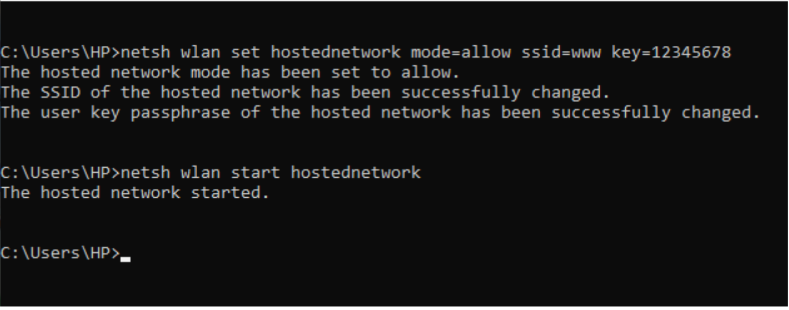 C:\Users\HP>netsh wlan set hostednetwork mode=allow ssid=www key=12345678
The hosted network mode has been set to allow.
The SSID of the hosted network has been successfully changed.
The user key passphrase of the hosted network has been successfully changed.
C:\Users\HP>netsh wlan start hostednetwork
The hosted network started.
C:\Users\HP>